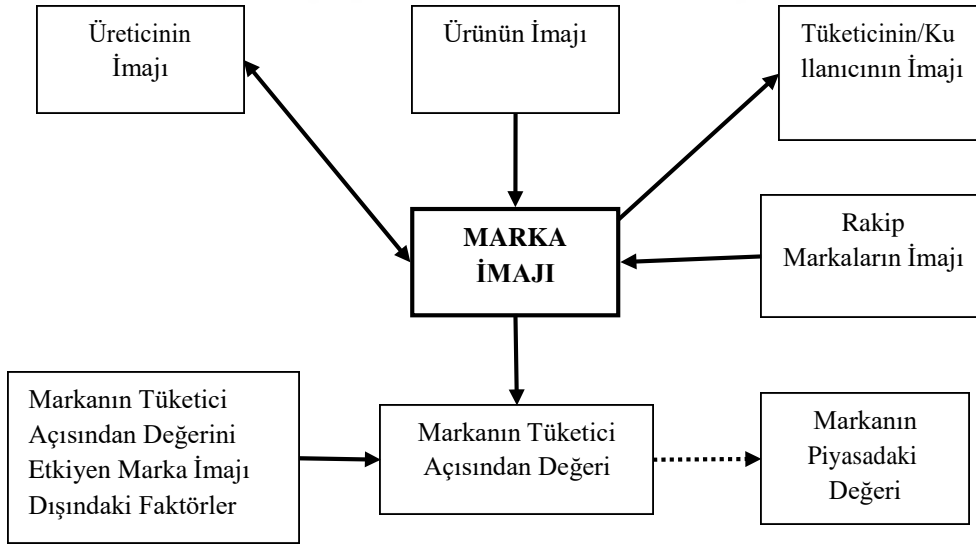 Üreticinin
İmajı
Ürünün İmajı
Tüketicinin/Ku
llanıcının İmajı
MARKA
İMAJI
Rakip
Markaların İmajı
Markanın Tüketici
Açısından Değerini
Etkiyen Marka İmajı
Dışındaki Faktörler
Markanın Tüketici
Açısından Değeri
Markanın
Piyasadaki
Değeri